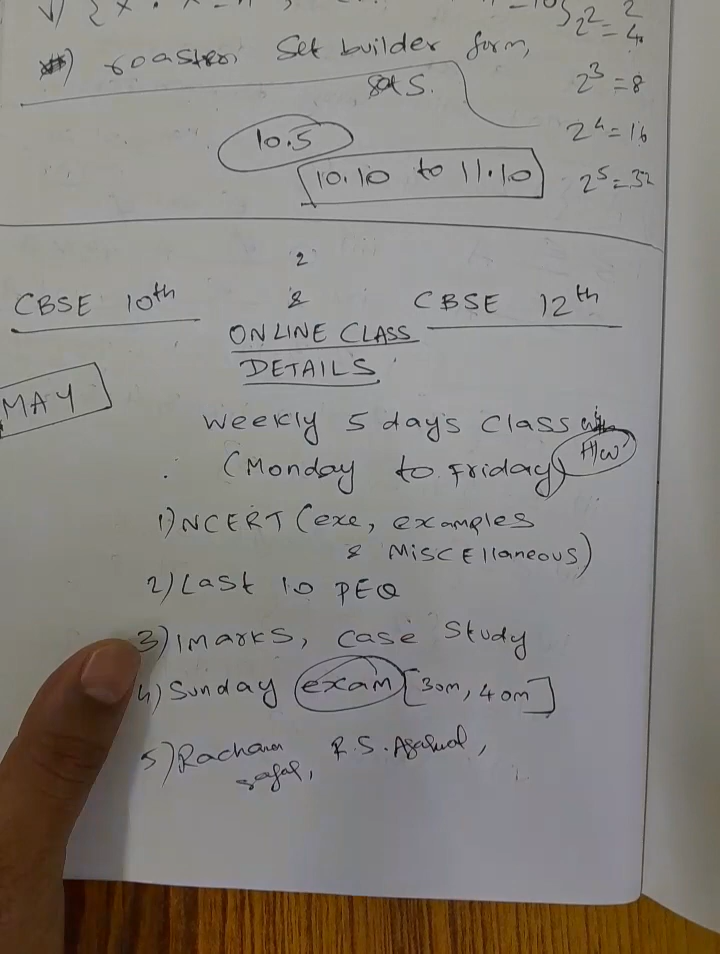 2² = 4
roaster, Set builder form,
sets.
2³ = 8
2⁴ = 16
2⁵ = 32
10.5
10.10 to 11.10
2
CBSE 10th & CBSE 12th
ONLINE CLASS
DETAILS
MAY
Weekly 5 days class
(Monday to Friday) H/W
1) NCERT (exe, examples
& Miscellaneous)
2) Last 10 PEQ
3) 1marks, case study
4) Sunday exam [30m, 40m]
5) Rachana R.S. Agarwal,